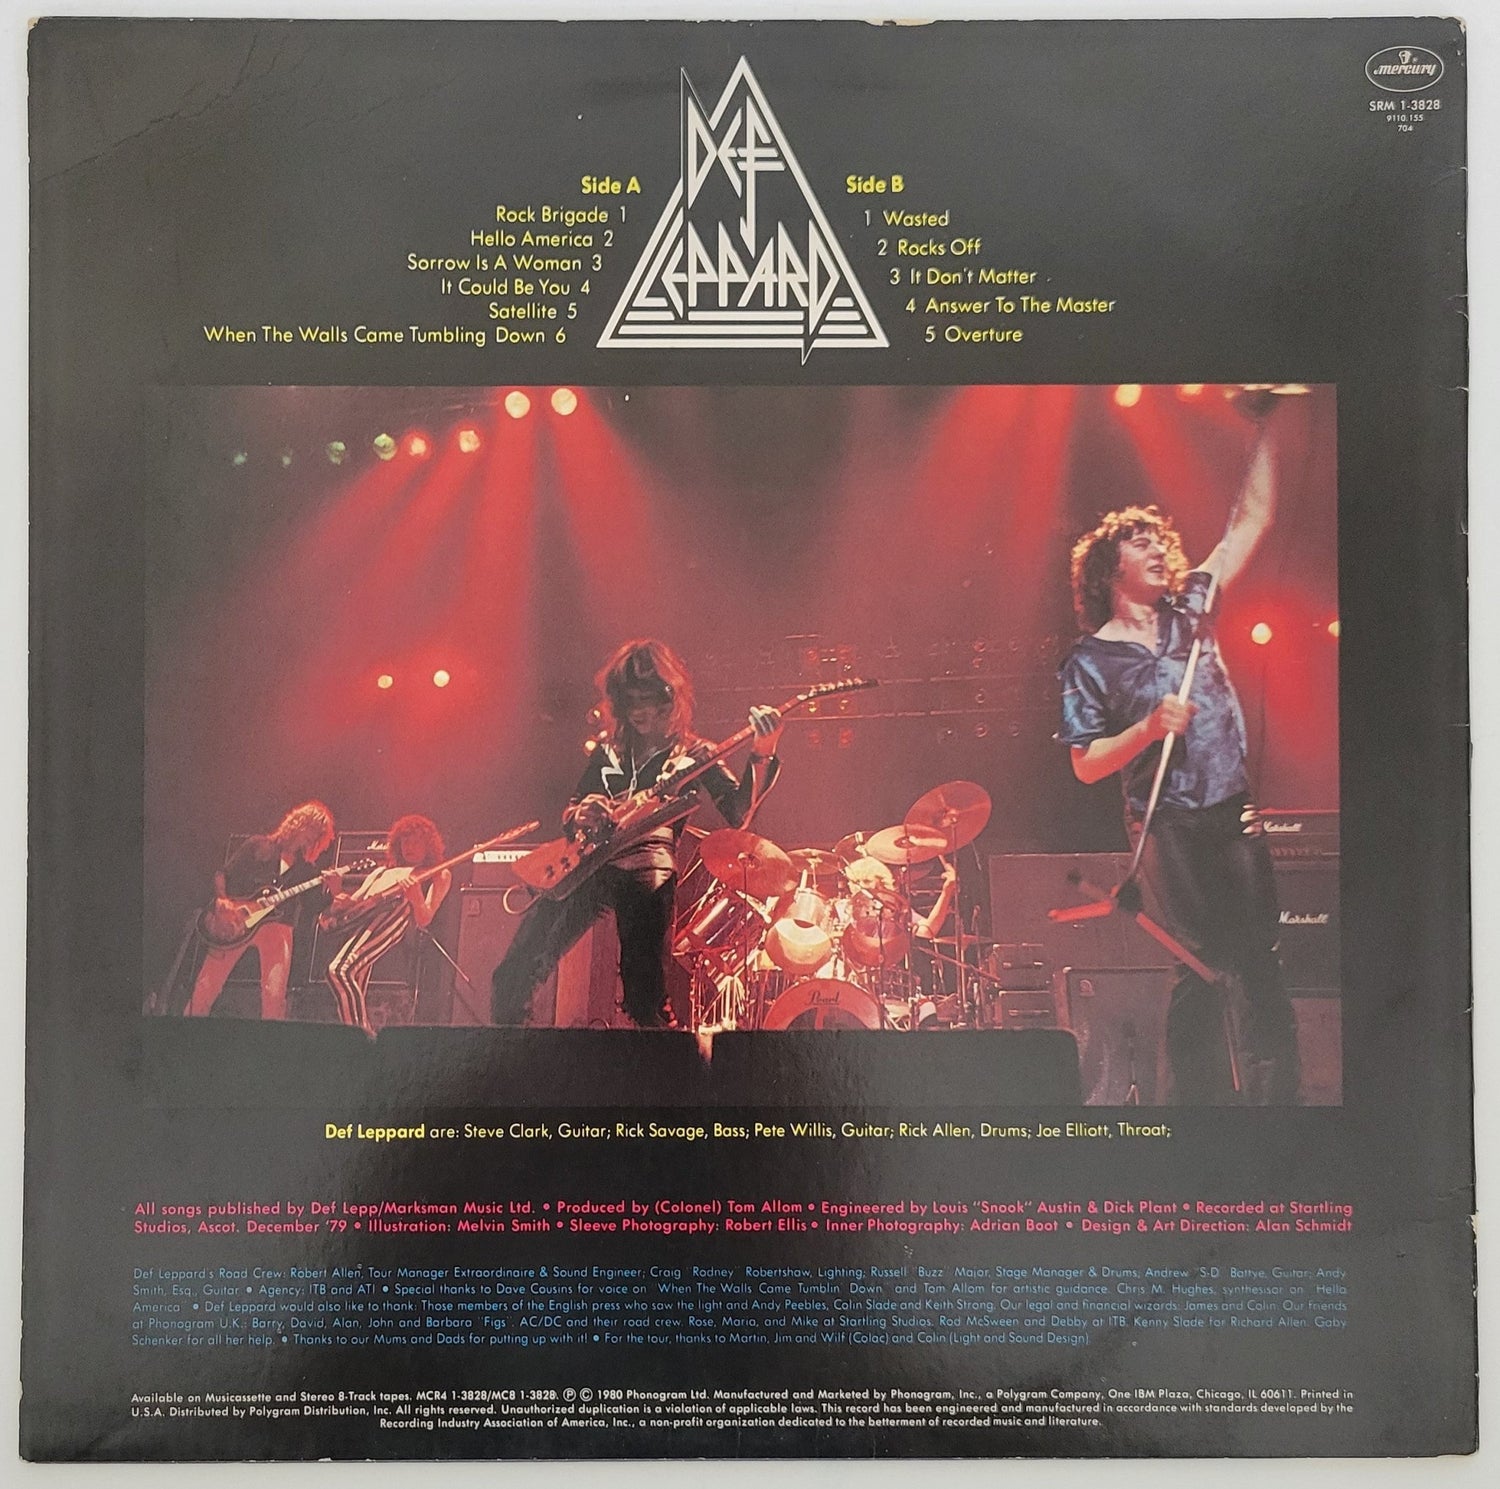 mercury
SRM 1-3828
9110.155
704
DEF
LEPPARD
Side A
Rock Brigade 1
Hello America 2
Sorrow Is A Woman 3
It Could Be You 4
Satellite 5
When The Walls Came Tumbling Down 6
Side B
1 Wasted
2 Rocks Off
3 It Don't Matter
4 Answer To The Master
5 Overture
Marshall
Marshall
Pearl
Def Leppard are: Steve Clark, Guitar; Rick Savage, Bass; Pete Willis, Guitar; Rick Allen, Drums; Joe Elliott, Throat;
All songs published by Def Lepp/Marksman Music Ltd. • Produced by (Colonel) Tom Allom • Engineered by Louis "Snook" Austin & Dick Plant • Recorded at Startling
Studios, Ascot. December '79 • Illustration: Melvin Smith • Sleeve Photography: Robert Ellis • Inner Photography: Adrian Boot • Design & Art Direction: Alan Schmidt
Def Leppard's Road Crew: Robert Allen, Tour Manager Extraordinaire & Sound Engineer; Craig "Rodney" Robertshaw, Lighting; Russell "Buzz" Major, Stage Manager & Drums; Andrew "S-D" Battye, Guitar; Andy
Smith, Esq., Guitar • Agency: ITB and ATI • Special thanks to Dave Cousins for voice on "When The Walls Came Tumblin' Down" and Tom Allom for artistic guidance. Chris M. Hughes, synthesisor on "Hello
America" • Def Leppard would also like to thank: Those members of the English press who saw the light and Andy Peebles, Colin Slade and Keith Strong. Our legal and financial wizards: James and Colin. Our friends
at Phonogram U.K.: Barry, David, Alan, John and Barbara "Figs". AC/DC and their road crew. Rose, Maria, and Mike at Startling Studios. Rod McSween and Debby at ITB. Kenny Slade for Richard Allen. Gaby
Schenker for all her help. • Thanks to our Mums and Dads for putting up with it! • For the tour, thanks to Martin, Jim and Wilf (Colac) and Colin (Light and Sound Design).
Available on Musicassette and Stereo 8-Track tapes. MCR4 1-3828/MC8 1-3828. Ⓟ © 1980 Phonogram Ltd. Manufactured and Marketed by Phonogram, Inc., a Polygram Company, One IBM Plaza, Chicago, IL 60611. Printed in
U.S.A. Distributed by Polygram Distribution, Inc. All rights reserved. Unauthorized duplication is a violation of applicable laws. This record has been engineered and manufactured in accordance with standards developed by the
Recording Industry Association of America, Inc., a non-profit organization dedicated to the betterment of recorded music and literature.